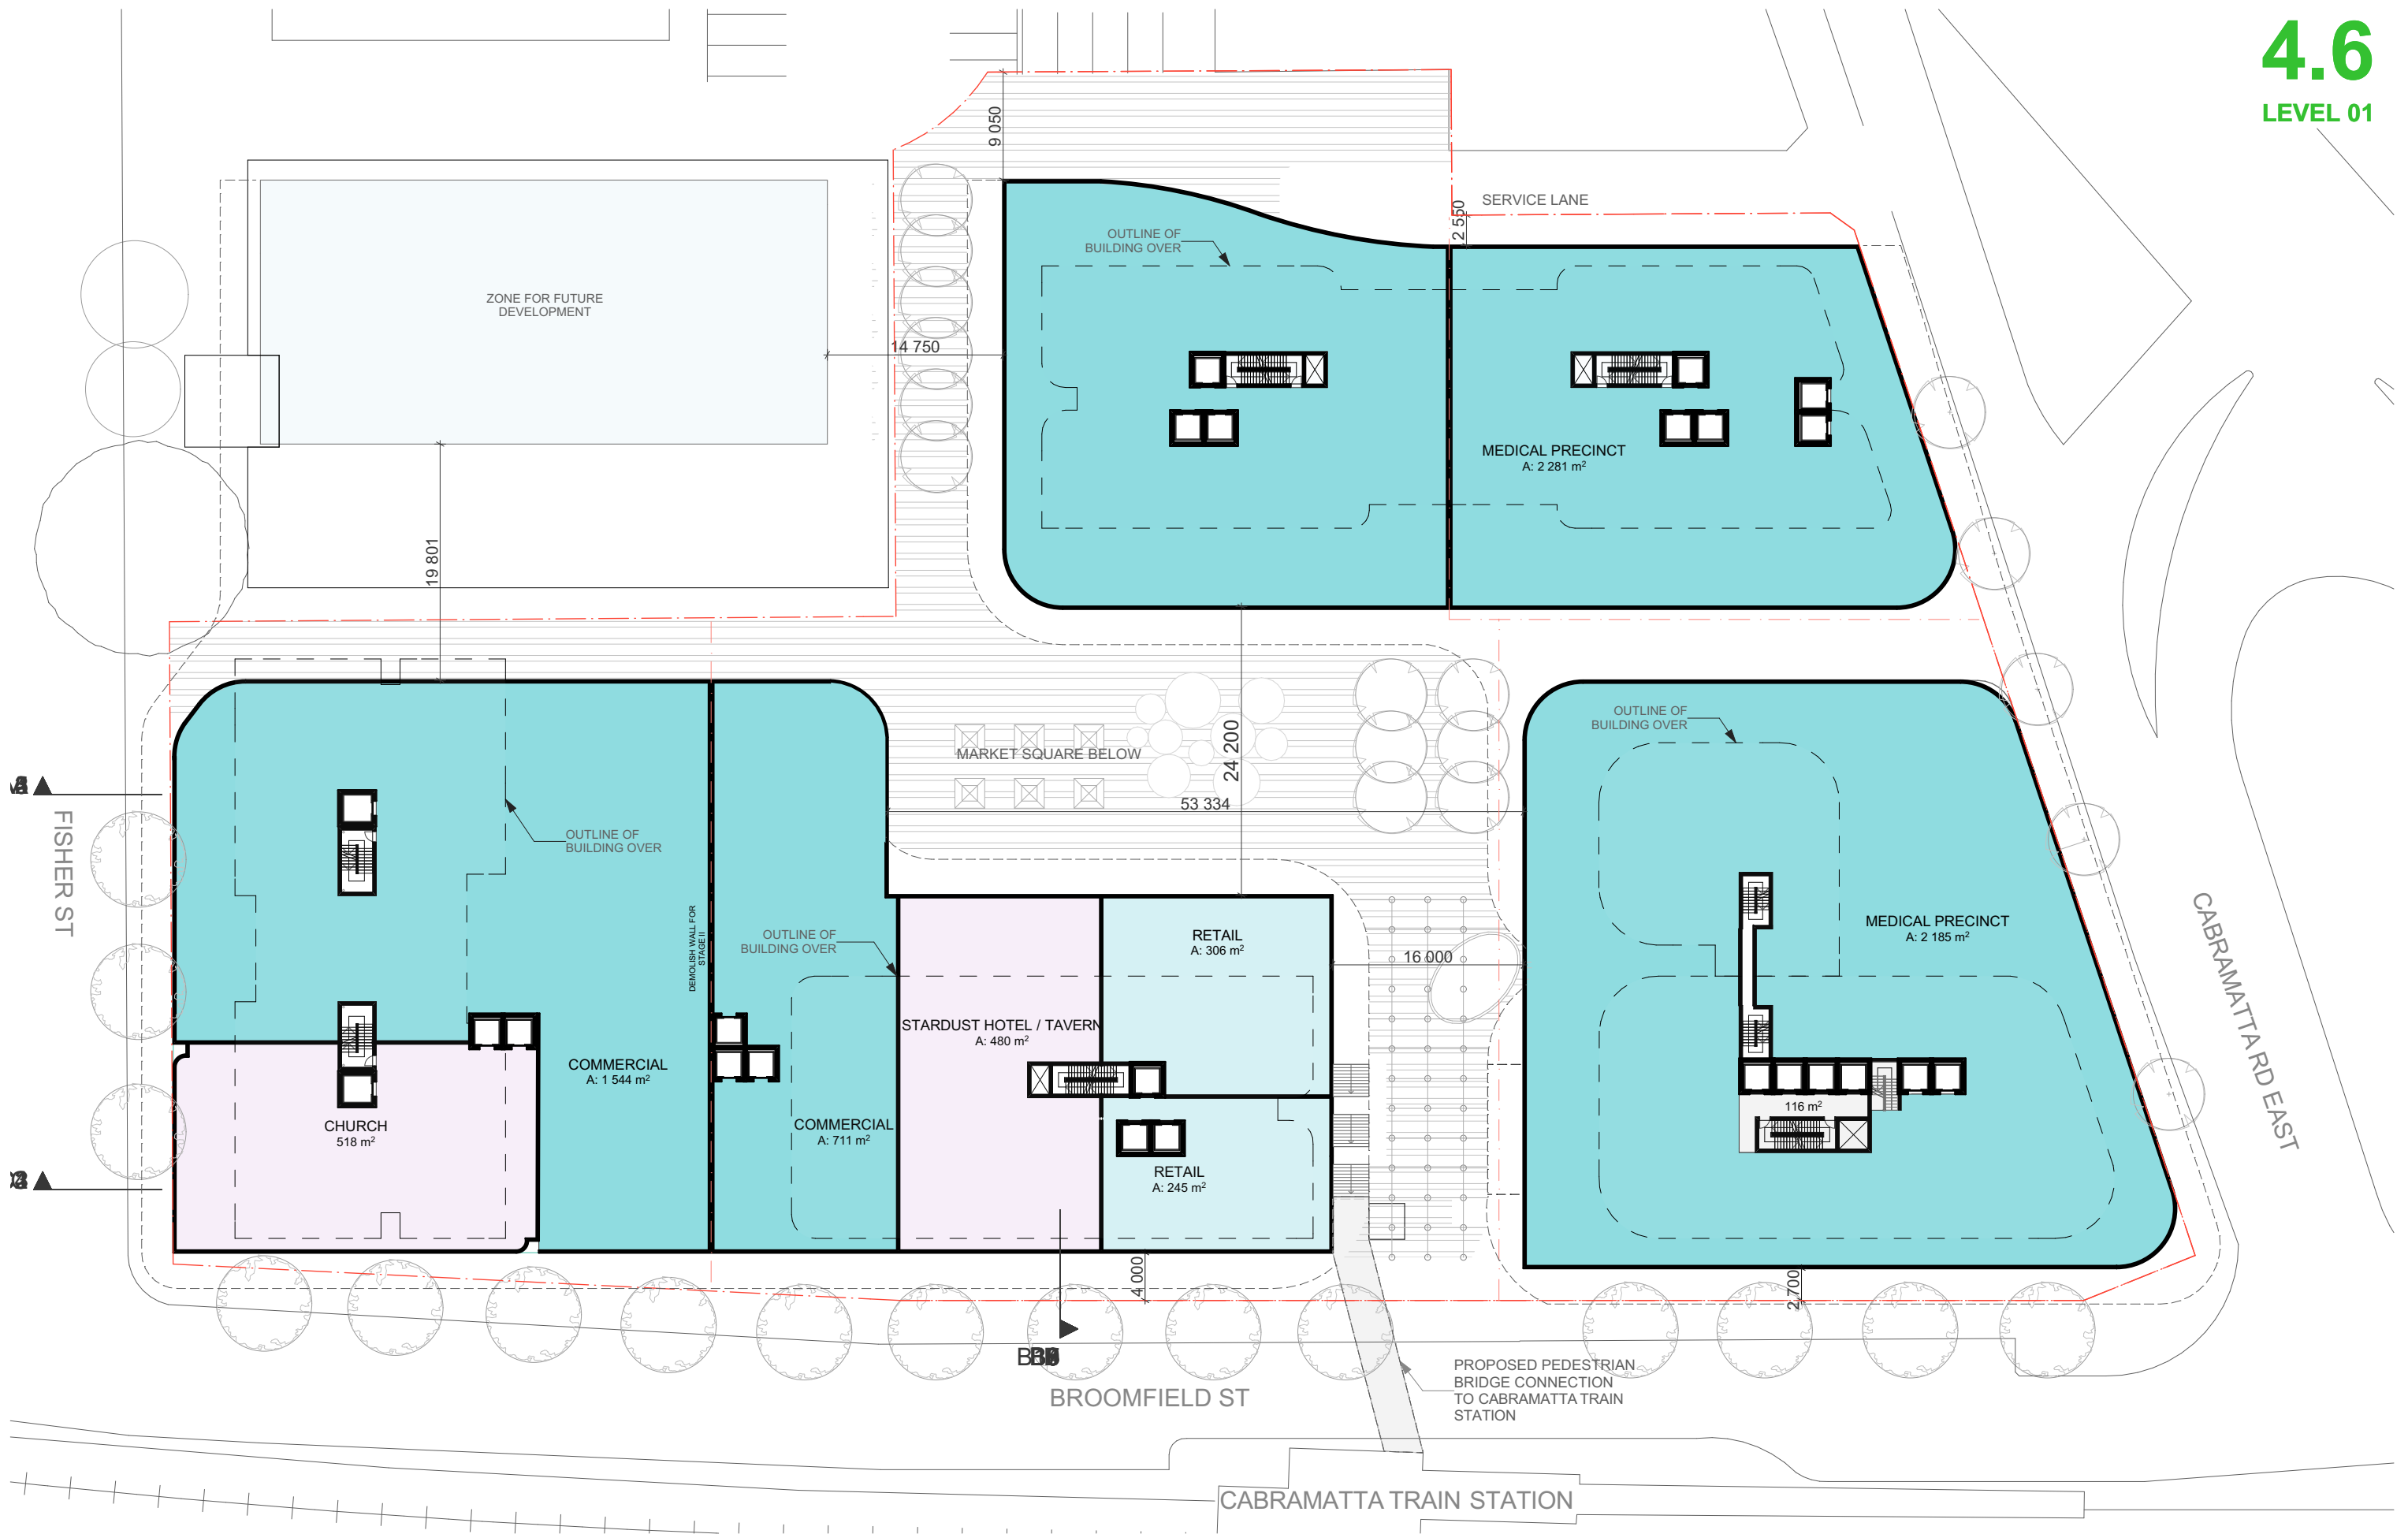 4.6
LEVEL 01
9 050
SERVICE LANE
2 550
OUTLINE OF
BUILDING OVER
ZONE FOR FUTURE
DEVELOPMENT
14 750
MEDICAL PRECINCT
A: 2 281 m²
19 801
OUTLINE OF
BUILDING OVER
MARKET SQUARE BELOW
24 200
53 334
FISHER ST
OUTLINE OF
BUILDING OVER
DEMOLISH WALL FOR
STAGE II
OUTLINE OF
BUILDING OVER
RETAIL
A: 306 m²
16 000
MEDICAL PRECINCT
A: 2 185 m²
CABRAMATTA RD EAST
STARDUST HOTEL / TAVERN
A: 480 m²
COMMERCIAL
A: 1 544 m²
116 m²
CHURCH
518 m²
COMMERCIAL
A: 711 m²
RETAIL
A: 245 m²
4 000
2,700
BROOMFIELD ST
PROPOSED PEDESTRIAN
BRIDGE CONNECTION
TO CABRAMATTA TRAIN
STATION
CABRAMATTA TRAIN STATION